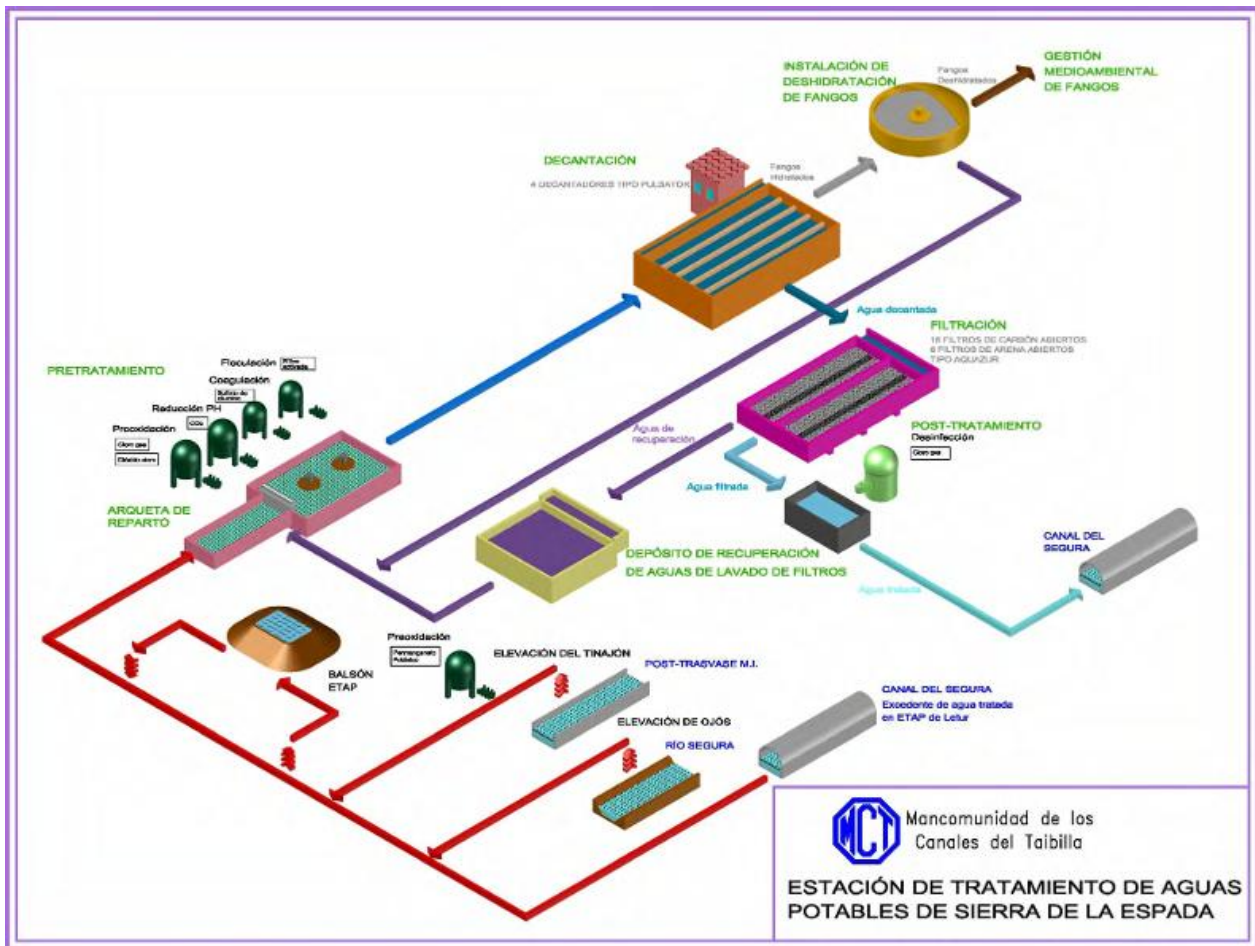 GESTIÓN
MEDIOAMBIENTAL
DE FANGOS
INSTALACIÓN DE
DESHIDRATACIÓN
DE FANGOS
Fangos
Deshidratados
DECANTACIÓN
4 DECANTADORES TIPO PULSATOR
Fangos
Hidratados
Agua decantada
FILTRACIÓN
FILTROS DE CARBÓN ABIERTOS
FILTROS DE ARENA ABIERTOS
TIPO AQUAZUR
PRETRATAMIENTO
Floculación
Coagulación
Reducción PH
Preoxidación
Cloro gas
ARQUETA DE
REPARTO
Agua de
recuperación
POST-TRATAMIENTO
Desinfección
Cloro gas
Agua filtrada
DEPÓSITO DE RECUPERACIÓN
DE AGUAS DE LAVADO DE FILTROS
CANAL DEL
SEGURA
Agua tratada
BALSÓN
ETAP
Preoxidación
Permanganato
ELEVACIÓN DEL TINAJÓN
POST-TRASVASE M.I.
ELEVACIÓN DE OJÓS
RÍO SEGURA
CANAL DEL SEGURA
Excedente de agua tratada
en ETAP de Letur
MCT
Mancomunidad de los
Canales del Taibilla
ESTACIÓN DE TRATAMIENTO DE AGUAS
POTABLES DE SIERRA DE LA ESPADA